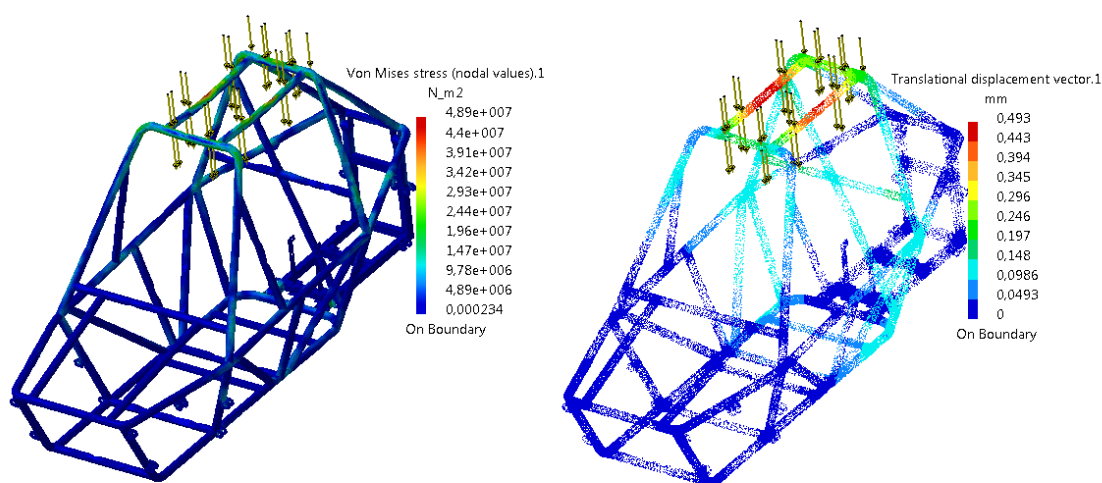 Von Mises stress (nodal values).1
N_m2
4,89e+007
4,4e+007
3,91e+007
3,42e+007
2,93e+007
2,44e+007
1,96e+007
1,47e+007
9,78e+006
4,89e+006
0,000234
On Boundary
Translational displacement vector.1
mm
0,493
0,443
0,394
0,345
0,296
0,246
0,197
0,148
0,0986
0,0493
0
On Boundary